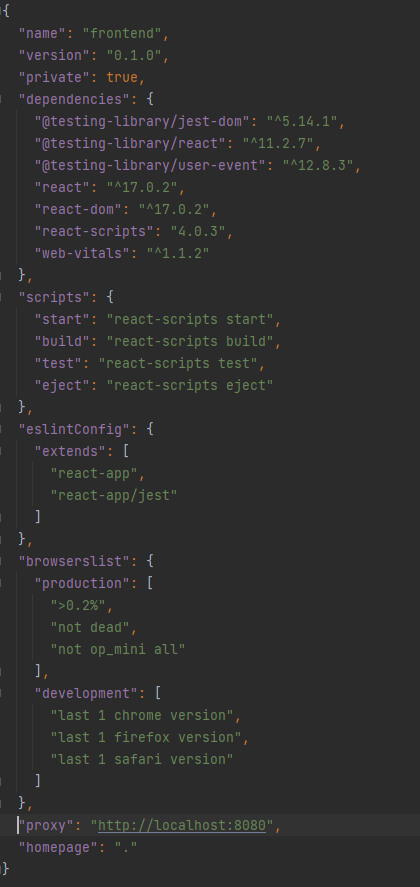 {
"name": "frontend",
"version": "0.1.0",
"private": true,
"dependencies": {
"@testing-library/jest-dom": "^5.14.1",
"@testing-library/react": "^11.2.7",
"@testing-library/user-event": "^12.8.3",
"react": "^17.0.2",
"react-dom": "^17.0.2",
"react-scripts": "4.0.3",
"web-vitals": "^1.1.2"
},
"scripts": {
"start": "react-scripts start",
"build": "react-scripts build",
"test": "react-scripts test",
"eject": "react-scripts eject"
},
"eslintConfig": {
"extends": [
"react-app",
"react-app/jest"
]
},
"browserslist": {
"production": [
">0.2%",
"not dead",
"not op_mini all"
],
"development": [
"last 1 chrome version",
"last 1 firefox version",
"last 1 safari version"
]
},
"proxy": "http://localhost:8080",
"homepage": "."
}